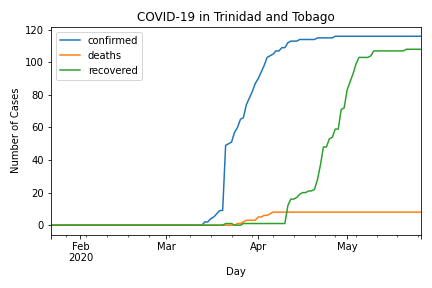 COVID-19 in Trinidad and Tobago
confirmed
deaths
recovered
Number of Cases
120
100
80
60
40
20
0
Feb
2020
Mar
Apr
May
Day